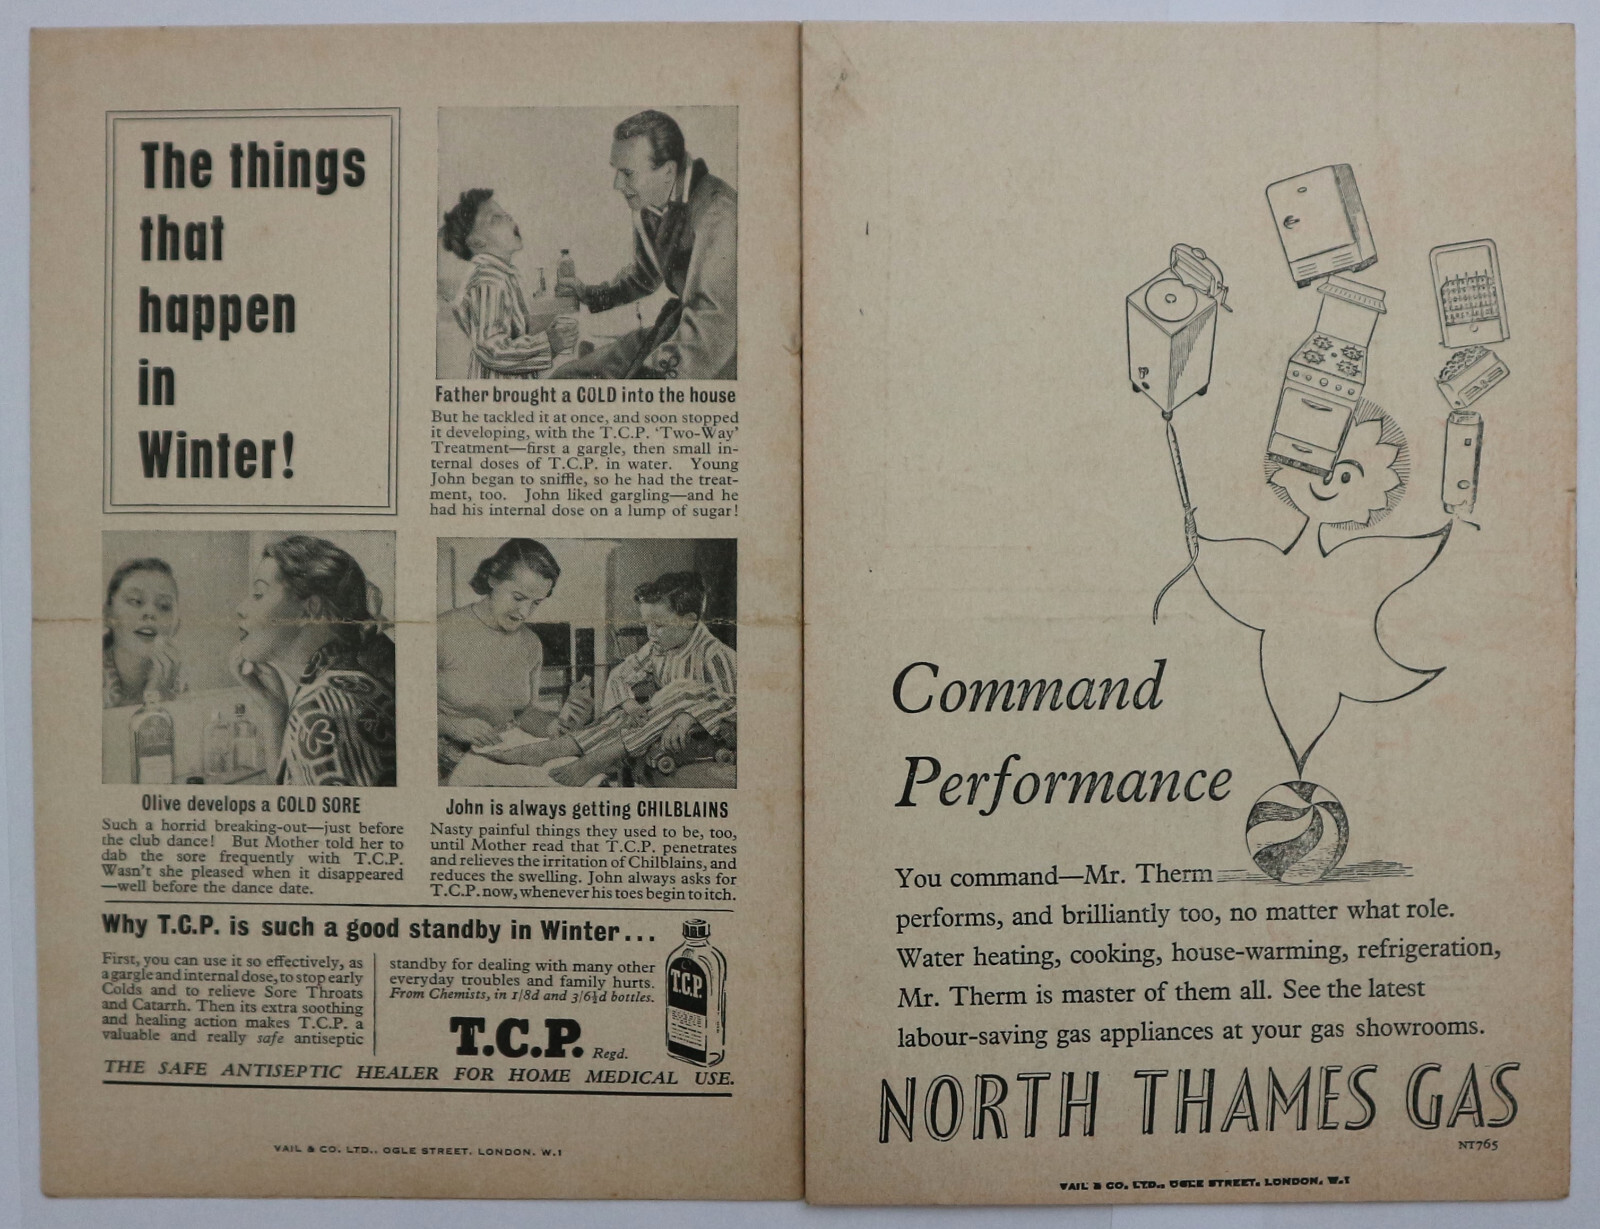 The things
that
happen
in
Winter!
Father brought a COLD into the house
But he tackled it at once, and soon stopped
it developing, with the T.C.P. ‘Two-Way’
Treatment—first a gargle, then small in-
ternal doses of T.C.P. in water. Young
John began to sniffle, so he had the treat-
ment, too. John liked gargling—and he
had his internal dose on a lump of sugar!
Olive develops a COLD SORE
Such a horrid breaking-out—just before
the club dance! But Mother told her to
dab the sore frequently with T.C.P.
Wasn't she pleased when it disappeared
—well before the dance date.
John is always getting CHILBLAINS
Nasty painful things they used to be, too,
until Mother read that T.C.P. penetrates
and relieves the irritation of Chilblains, and
reduces the swelling. John always asks for
T.C.P. now, whenever his toes begin to itch.
Why T.C.P. is such a good standby in Winter...
First, you can use it so effectively, as
a gargle and internal dose, to stop early
Colds and to relieve Sore Throats
and Catarrh. Then its extra soothing
and healing action makes T.C.P. a
valuable and really safe antiseptic
standby for dealing with many other
everyday troubles and family hurts.
From Chemists, in 1/8d and 3/6½d bottles.
T.C.P. Regd.
T.C.P.
THE SAFE ANTISEPTIC HEALER FOR HOME MEDICAL USE.
VAIL & CO. LTD., OGLE STREET, LONDON, W.1
Command
Performance
You command—Mr. Therm
performs, and brilliantly too, no matter what role.
Water heating, cooking, house-warming, refrigeration,
Mr. Therm is master of them all. See the latest
labour-saving gas appliances at your gas showrooms.
NORTH THAMES GAS
NT765
VAIL & CO. LTD., OGLE STREET, LONDON, W.1